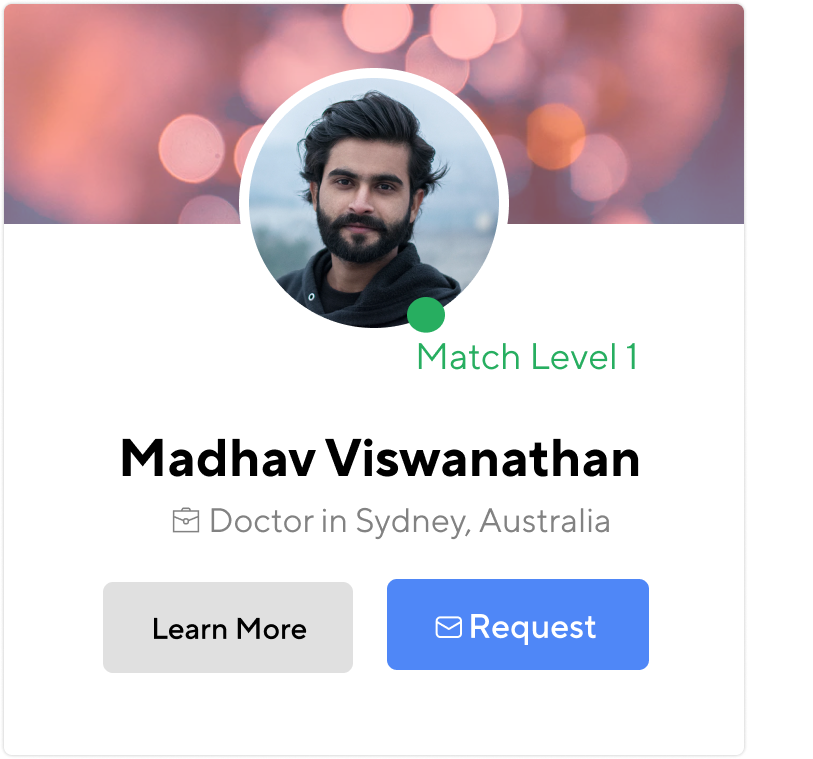 Match Level 1
Madhav Viswanathan
Doctor in Sydney, Australia
Learn More
Request